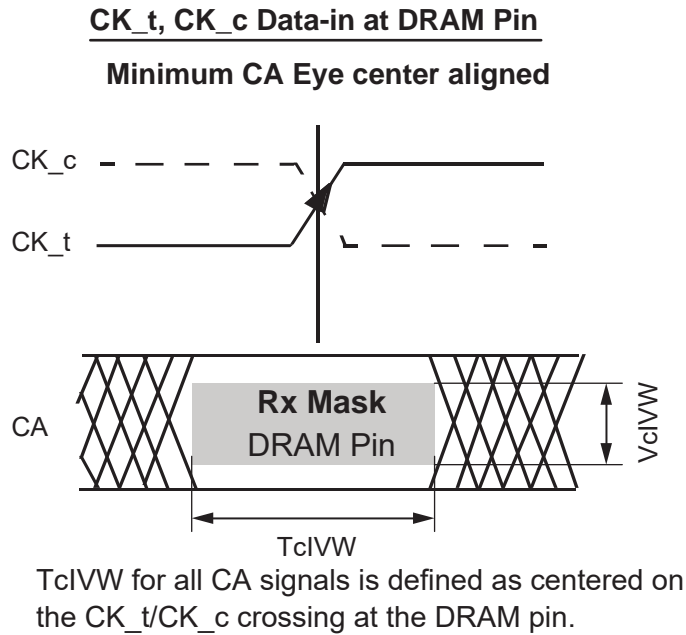 CK_t, CK_c Data-in at DRAM Pin
Minimum CA Eye center aligned
CK_c
CK_t
CA
Rx Mask
DRAM Pin
VcIVW
TcIVW
TcIVW for all CA signals is defined as centered on
the CK_t/CK_c crossing at the DRAM pin.